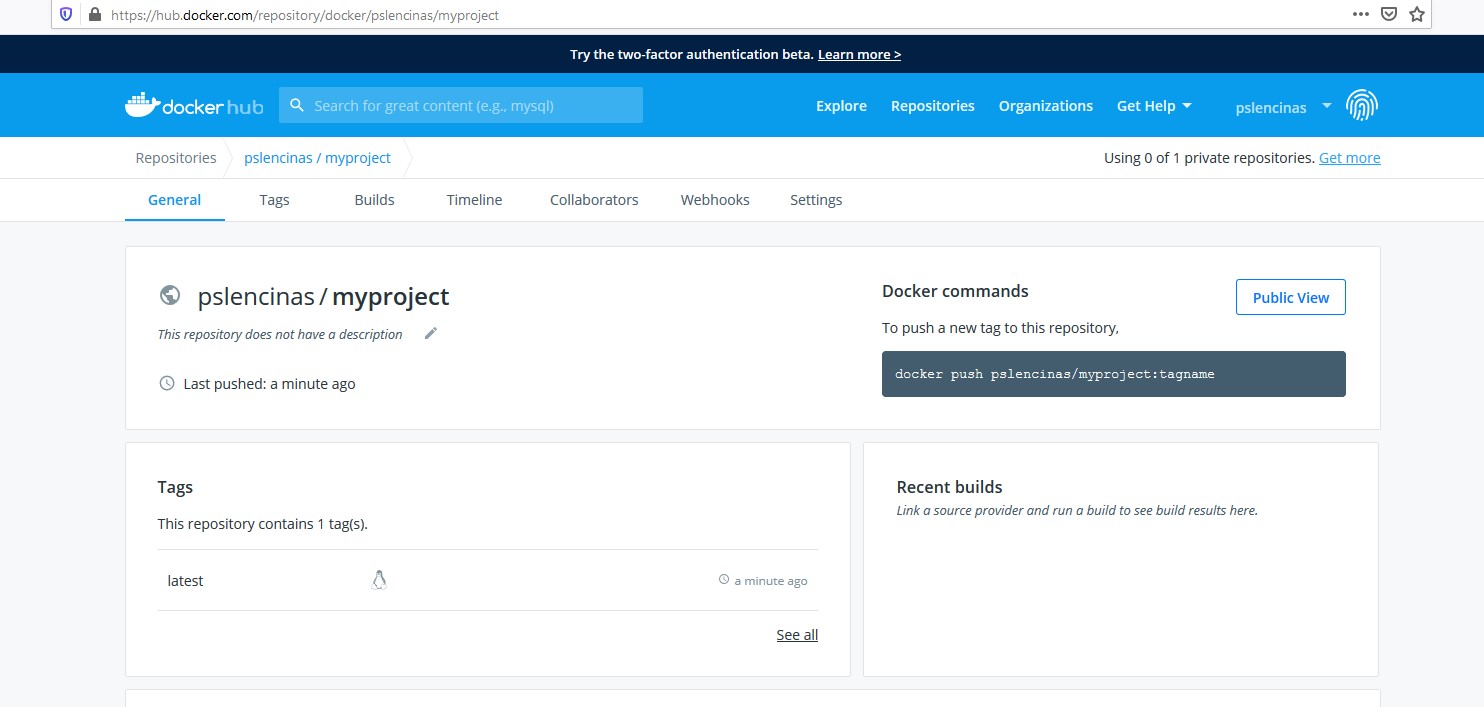 https://hub.docker.com/repository/docker/pslencinas/myproject
Try the two-factor authentication beta. Learn more >
docker hub
Search for great content (e.g., mysql)
Explore Repositories Organizations Get Help pslencinas
Repositories pslencinas / myproject
Using 0 of 1 private repositories. Get more
General Tags Builds Timeline Collaborators Webhooks Settings
pslencinas / myproject
This repository does not have a description
Last pushed: a minute ago
Docker commands
Public View
To push a new tag to this repository,
docker push pslencinas/myproject:tagname
Tags
This repository contains 1 tag(s).
latest a minute ago
See all
Recent builds
Link a source provider and run a build to see build results here.